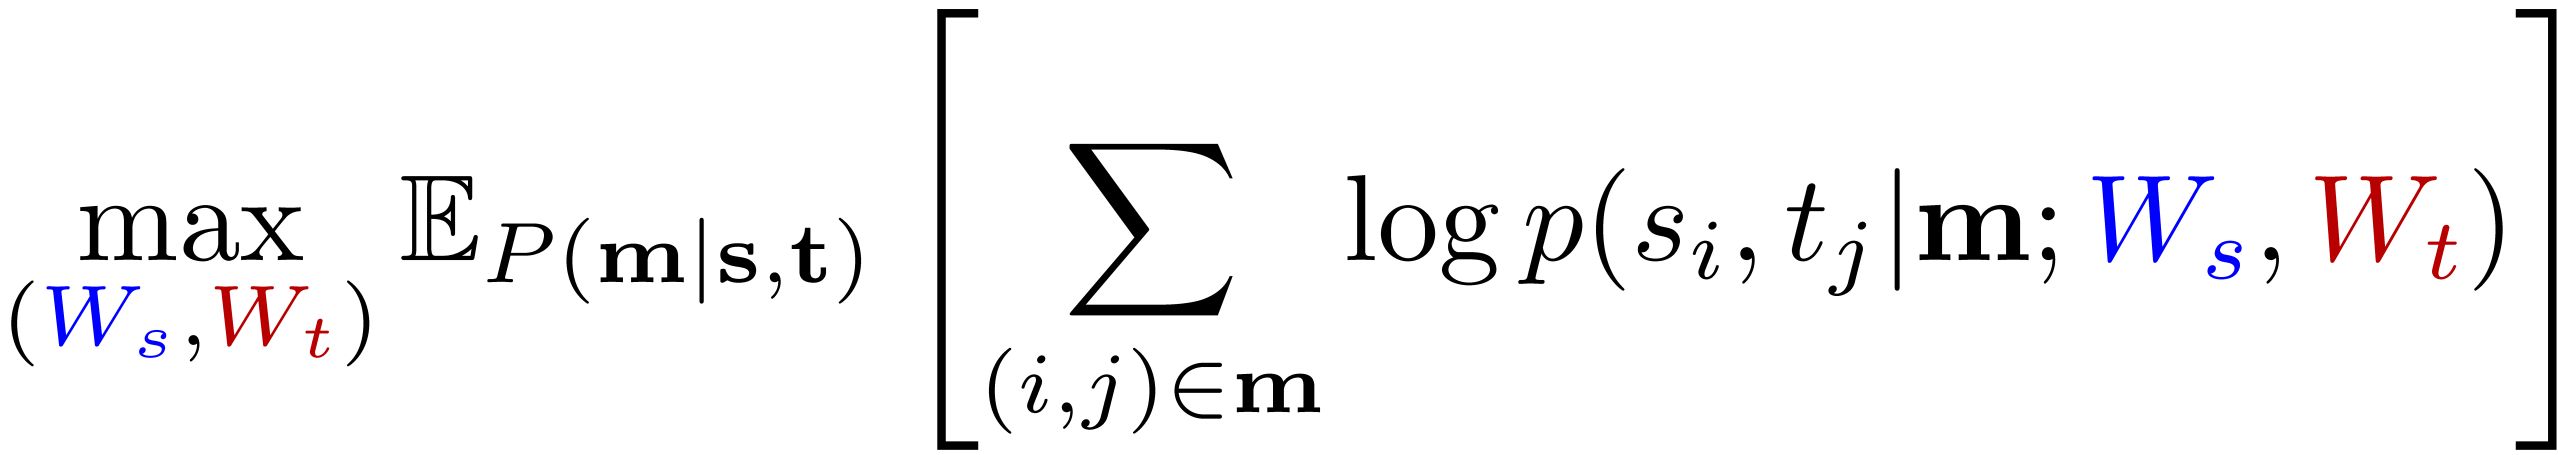 max_{(W_s,W_t)} 𝔼_{P(𝐦|𝐬,𝐭)} [ ∑_{(i,j)∈𝐦} log p(s_i, t_j|𝐦; W_s, W_t) ]